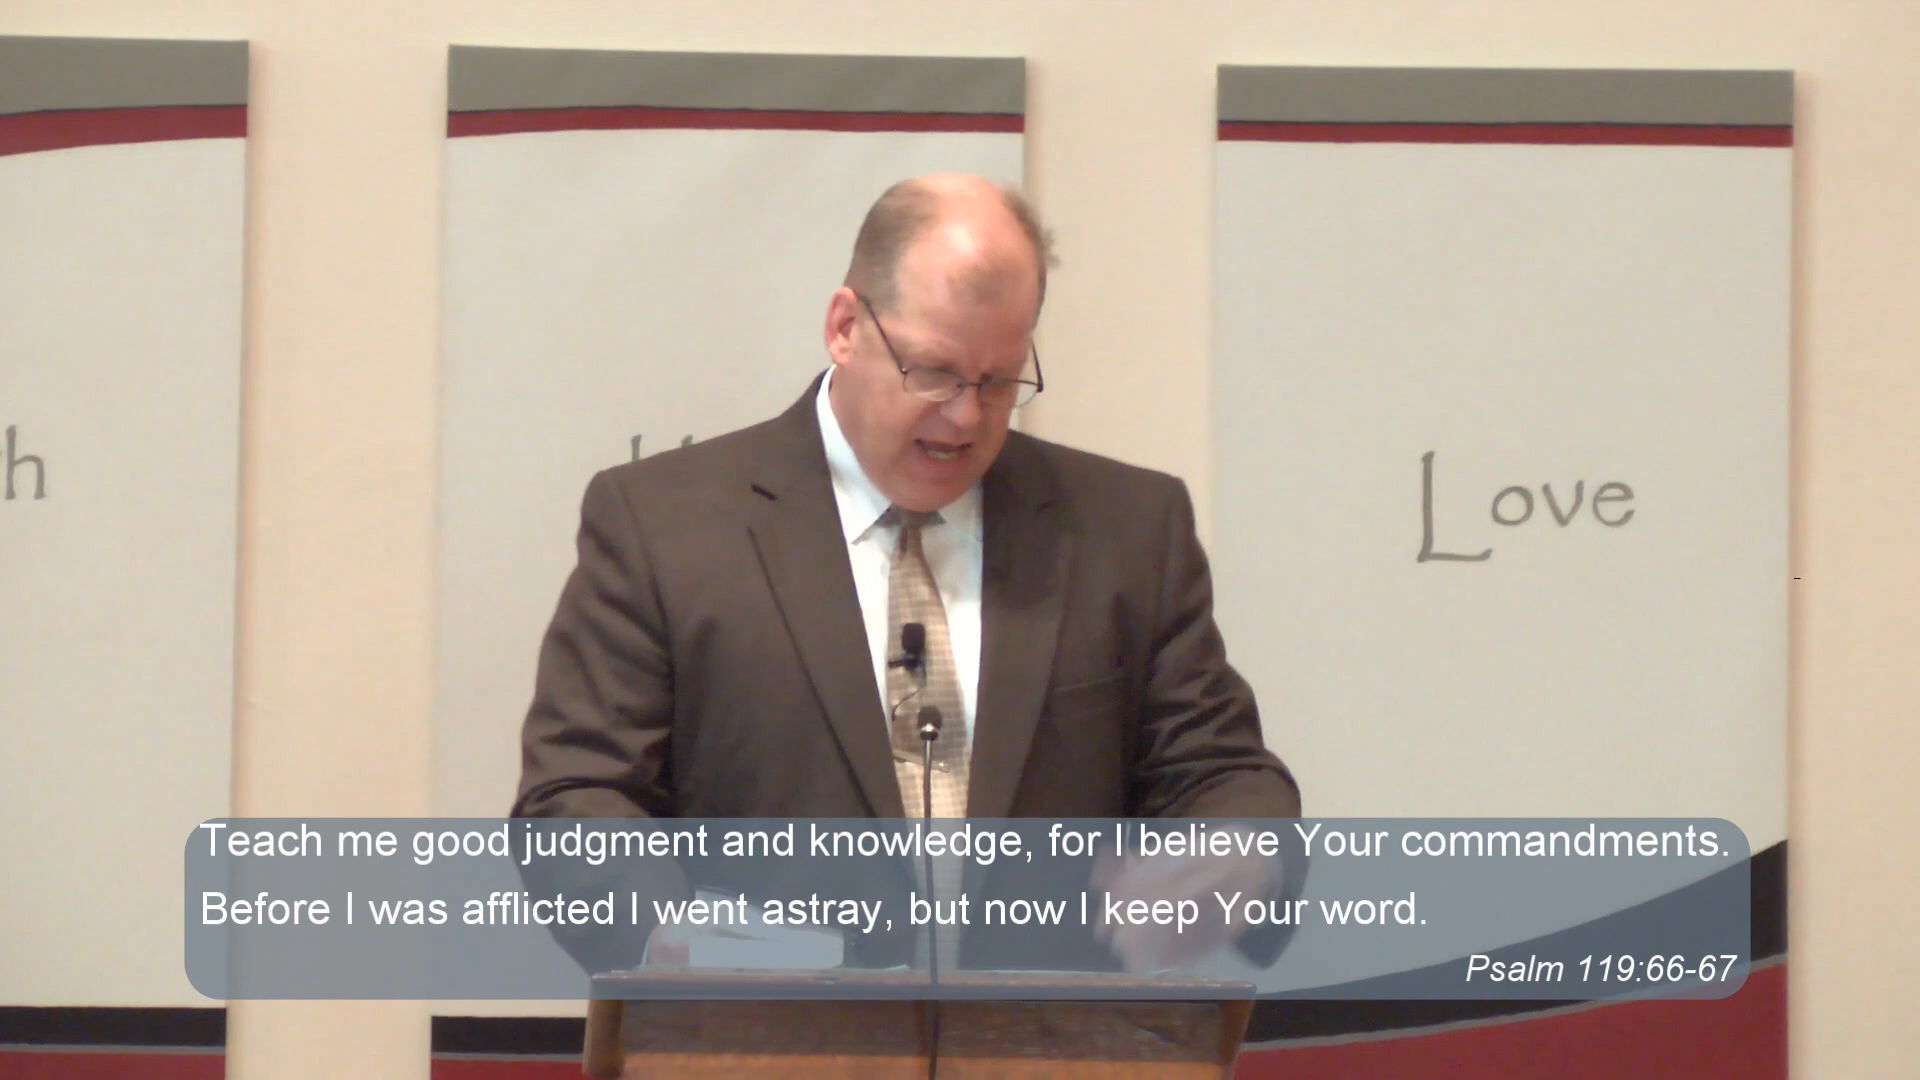 Love
Teach me good judgment and knowledge, for I believe Your commandments.
Before I was afflicted I went astray, but now I keep Your word.
Psalm 119:66-67